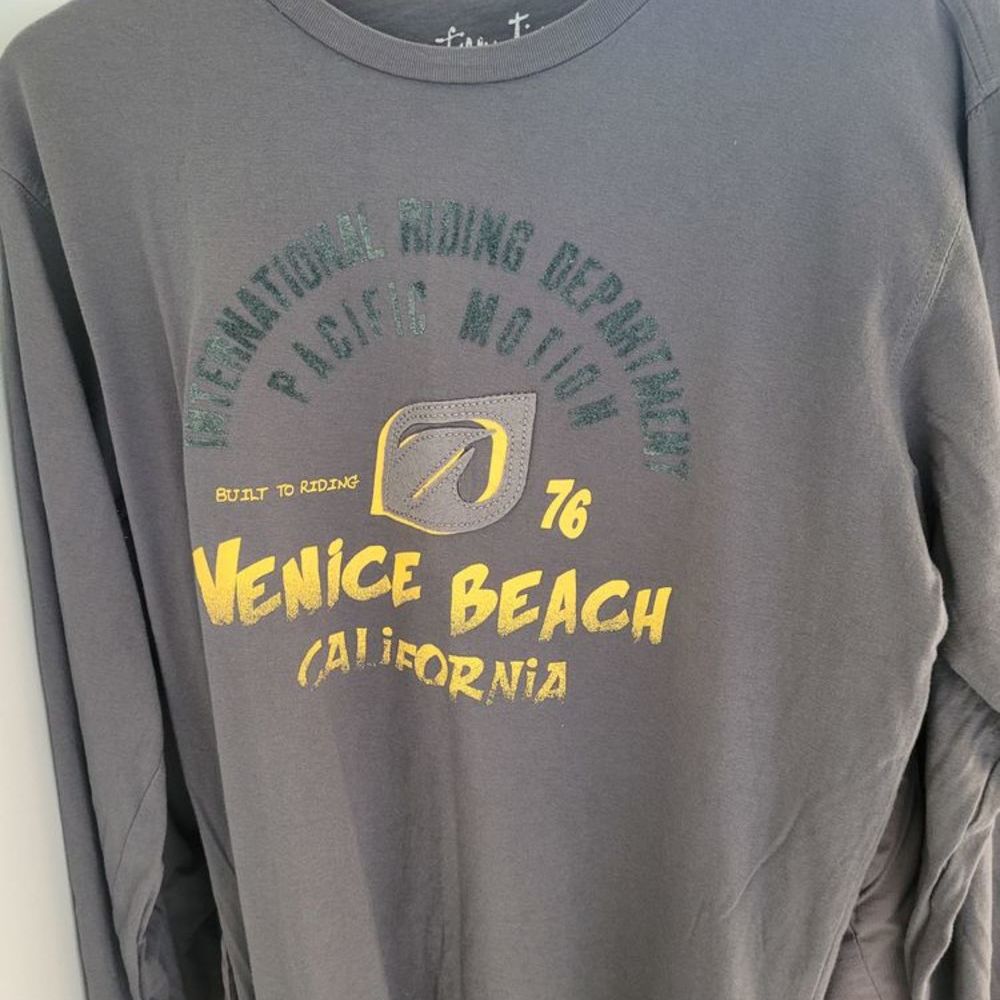 INTERNATIONAL RIDING DEPARTMENT
PACIFIC MOTION
BUILT TO RIDING
76
VENICE BEACH
CALIFORNIA